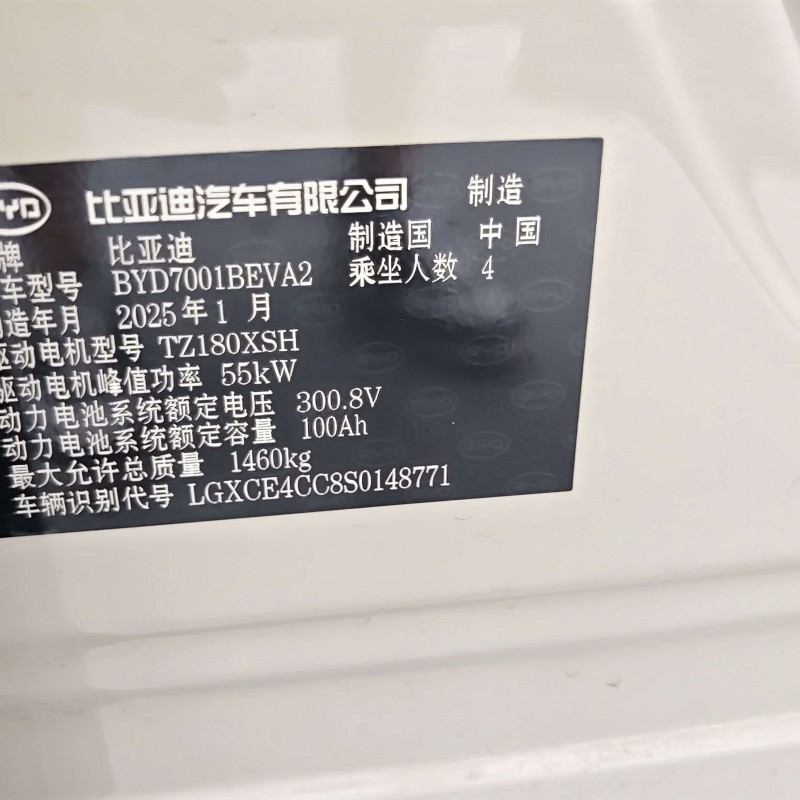 比亚迪汽车有限公司 制造
牌 比亚迪 制造国 中国
车型号 BYD7001BEVA2 乘坐人数 4
造年月 2025年1月
驱动电机型号 TZ180XSH
驱动电机峰值功率 55kW
动力电池系统额定电压 300.8V
动力电池系统额定容量 100Ah
最大允许总质量 1460kg
车辆识别代号 LGXCE4CC8S0148771